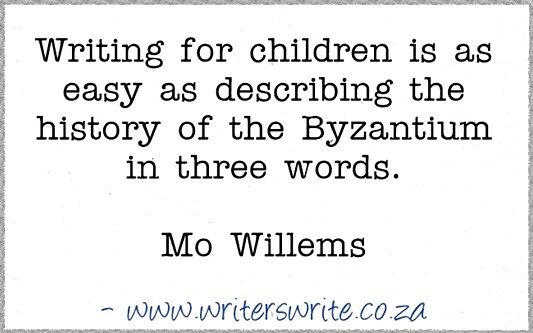 Writing for children is as
easy as describing the
history of the Byzantium
in three words.
Mo Willems
- www.writerswrite.co.za